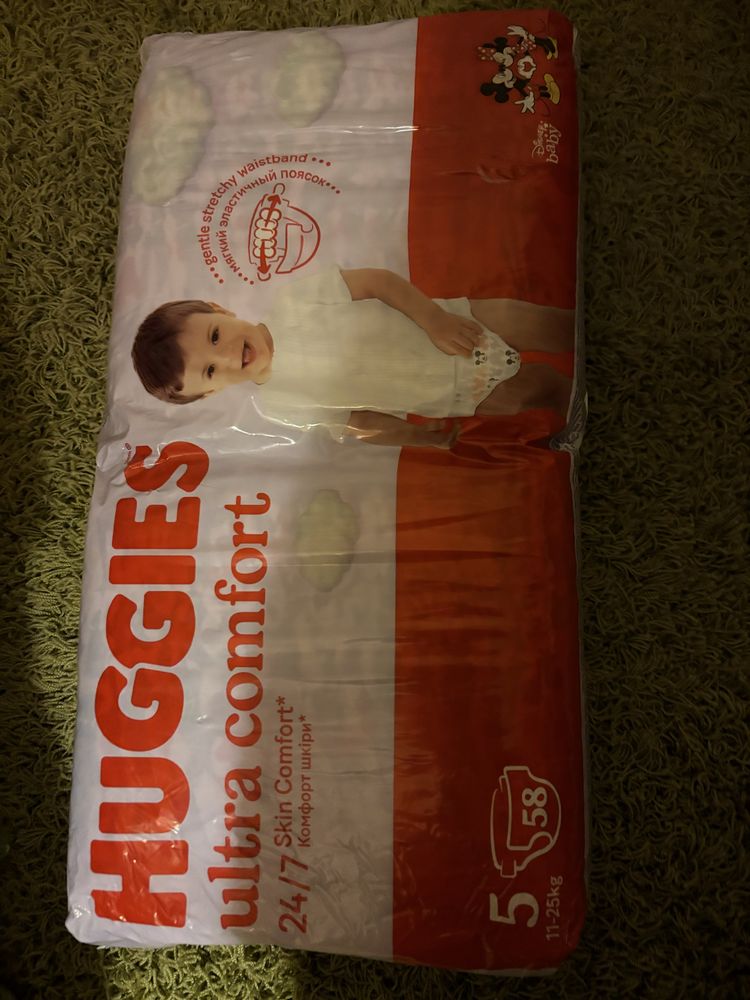 HUGGIES
ultra comfort
24/7 Skin Comfort*
Комфорт шкіри*
gentle stretchy waistband
мягкий эластичный поясок
Disney
baby
5
58
11-25kg